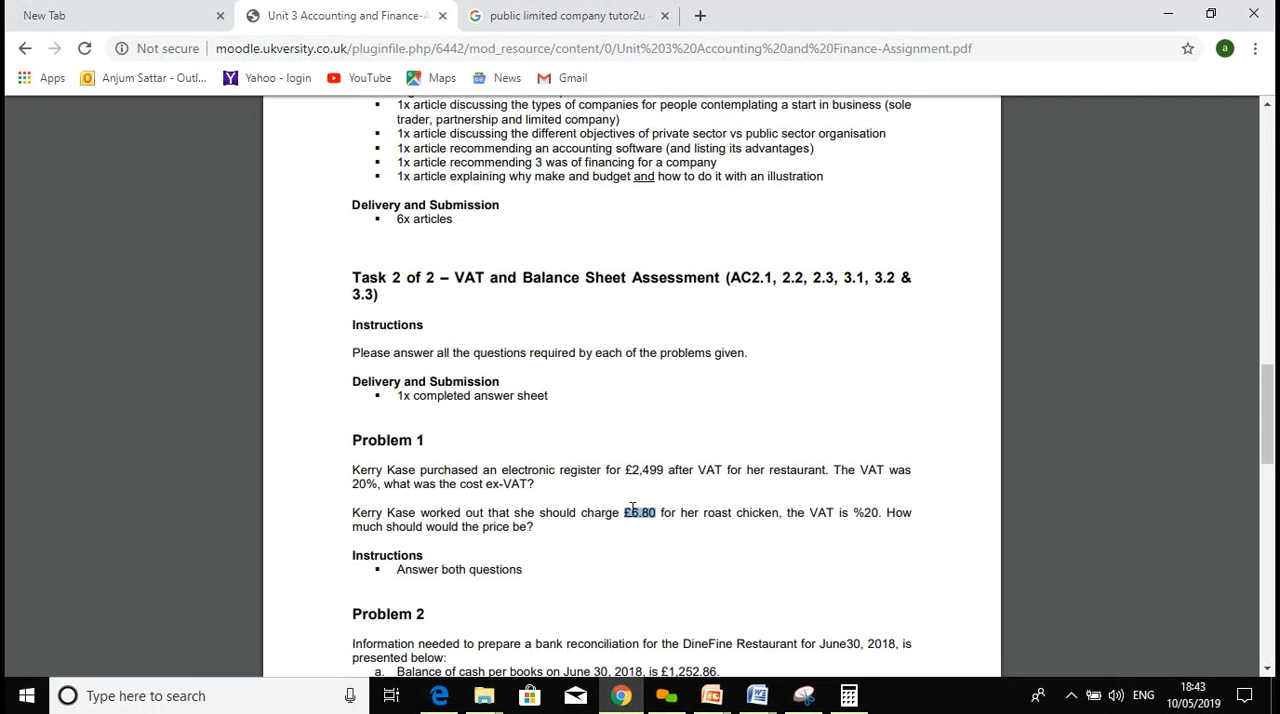 New Tab
Unit 3 Accounting and Finance-A
public limited company tutor2u -
Not secure
moodle.ukversity.co.uk/pluginfile.php/6442/mod_resource/content/0/Unit%203%20Accounting%20and%20Finance-Assignment.pdf
a
Apps
Anjum Sattar - Outl...
Yahoo - login
YouTube
Maps
News
Gmail
▪ 1x article discussing the types of companies for people contemplating a start in business (sole
trader, partnership and limited company)
▪ 1x article discussing the different objectives of private sector vs public sector organisation
▪ 1x article recommending an accounting software (and listing its advantages)
▪ 1x article recommending 3 was of financing for a company
▪ 1x article explaining why make and budget and how to do it with an illustration
Delivery and Submission
▪ 6x articles
Task 2 of 2 – VAT and Balance Sheet Assessment (AC2.1, 2.2, 2.3, 3.1, 3.2 &
3.3)
Instructions
Please answer all the questions required by each of the problems given.
Delivery and Submission
▪ 1x completed answer sheet
Problem 1
Kerry Kase purchased an electronic register for £2,499 after VAT for her restaurant. The VAT was
20%, what was the cost ex-VAT?
Kerry Kase worked out that she should charge £6.80 for her roast chicken, the VAT is %20. How
much should would the price be?
Instructions
▪ Answer both questions
Problem 2
Information needed to prepare a bank reconciliation for the DineFine Restaurant for June30, 2018, is
presented below:
a. Balance of cash per books on June 30, 2018, is £1,252.86.
Type here to search
ENG
18:43
10/05/2019